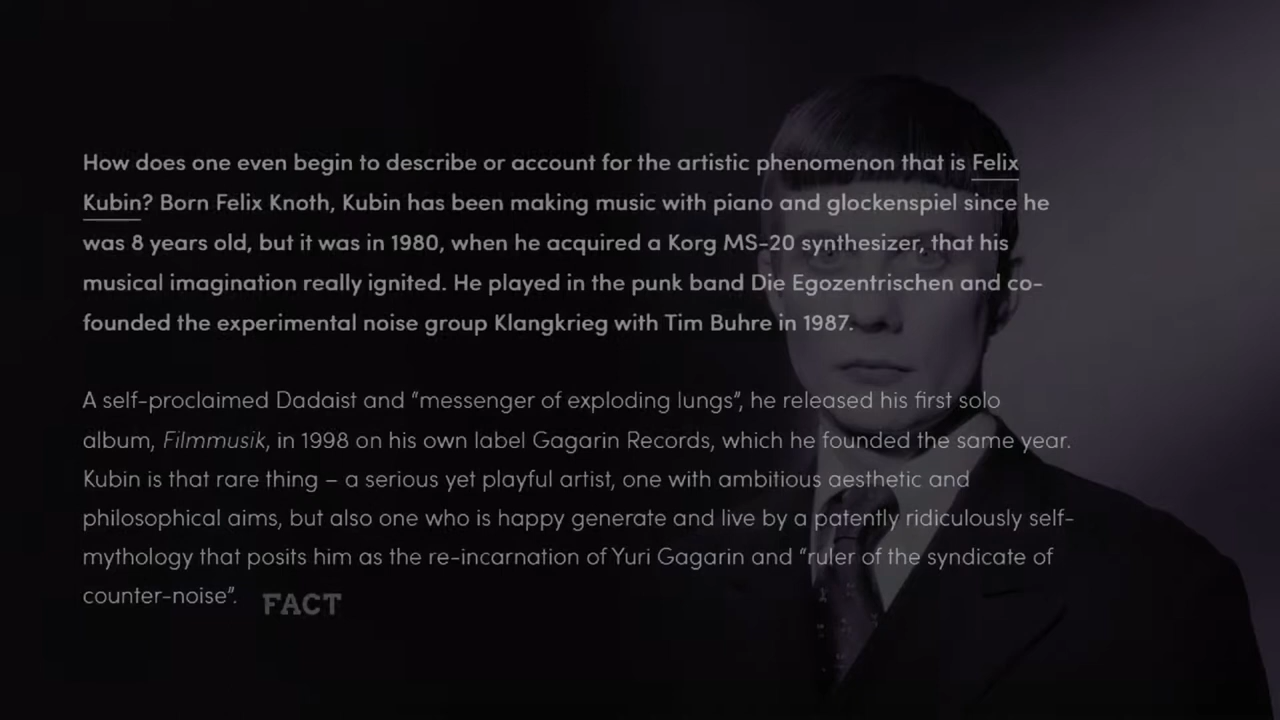 How does one even begin to describe or account for the artistic phenomenon that is Felix
Kubin? Born Felix Knoth, Kubin has been making music with piano and glockenspiel since he
was 8 years old, but it was in 1980, when he acquired a Korg MS-20 synthesizer, that his
musical imagination really ignited. He played in the punk band Die Egozentrischen and co-
founded the experimental noise group Klangkrieg with Tim Buhre in 1987.
A self-proclaimed Dadaist and “messenger of exploding lungs”, he released his first solo
album, Filmmusik, in 1998 on his own label Gagarin Records, which he founded the same year.
Kubin is that rare thing – a serious yet playful artist, one with ambitious aesthetic and
philosophical aims, but also one who is happy generate and live by a patently ridiculously self-
mythology that posits him as the re-incarnation of Yuri Gagarin and “ruler of the syndicate of
counter-noise”. FACT